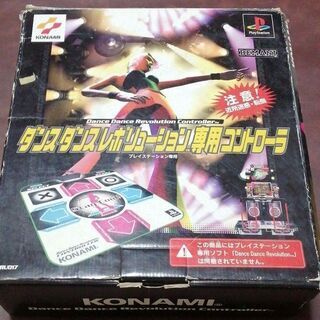 KONAMI
PlayStation
BEMANI
注意!
Dance Dance Revolution Controller
ダンスダンスレボリューション専用コントローラ
プレイステーション専用
KONAMI
この商品にはプレイステーション
専用ソフト「Dance Dance Revolution」
は同梱されていません。
RU017
KONAMI
Dance Dance Revolution Controller